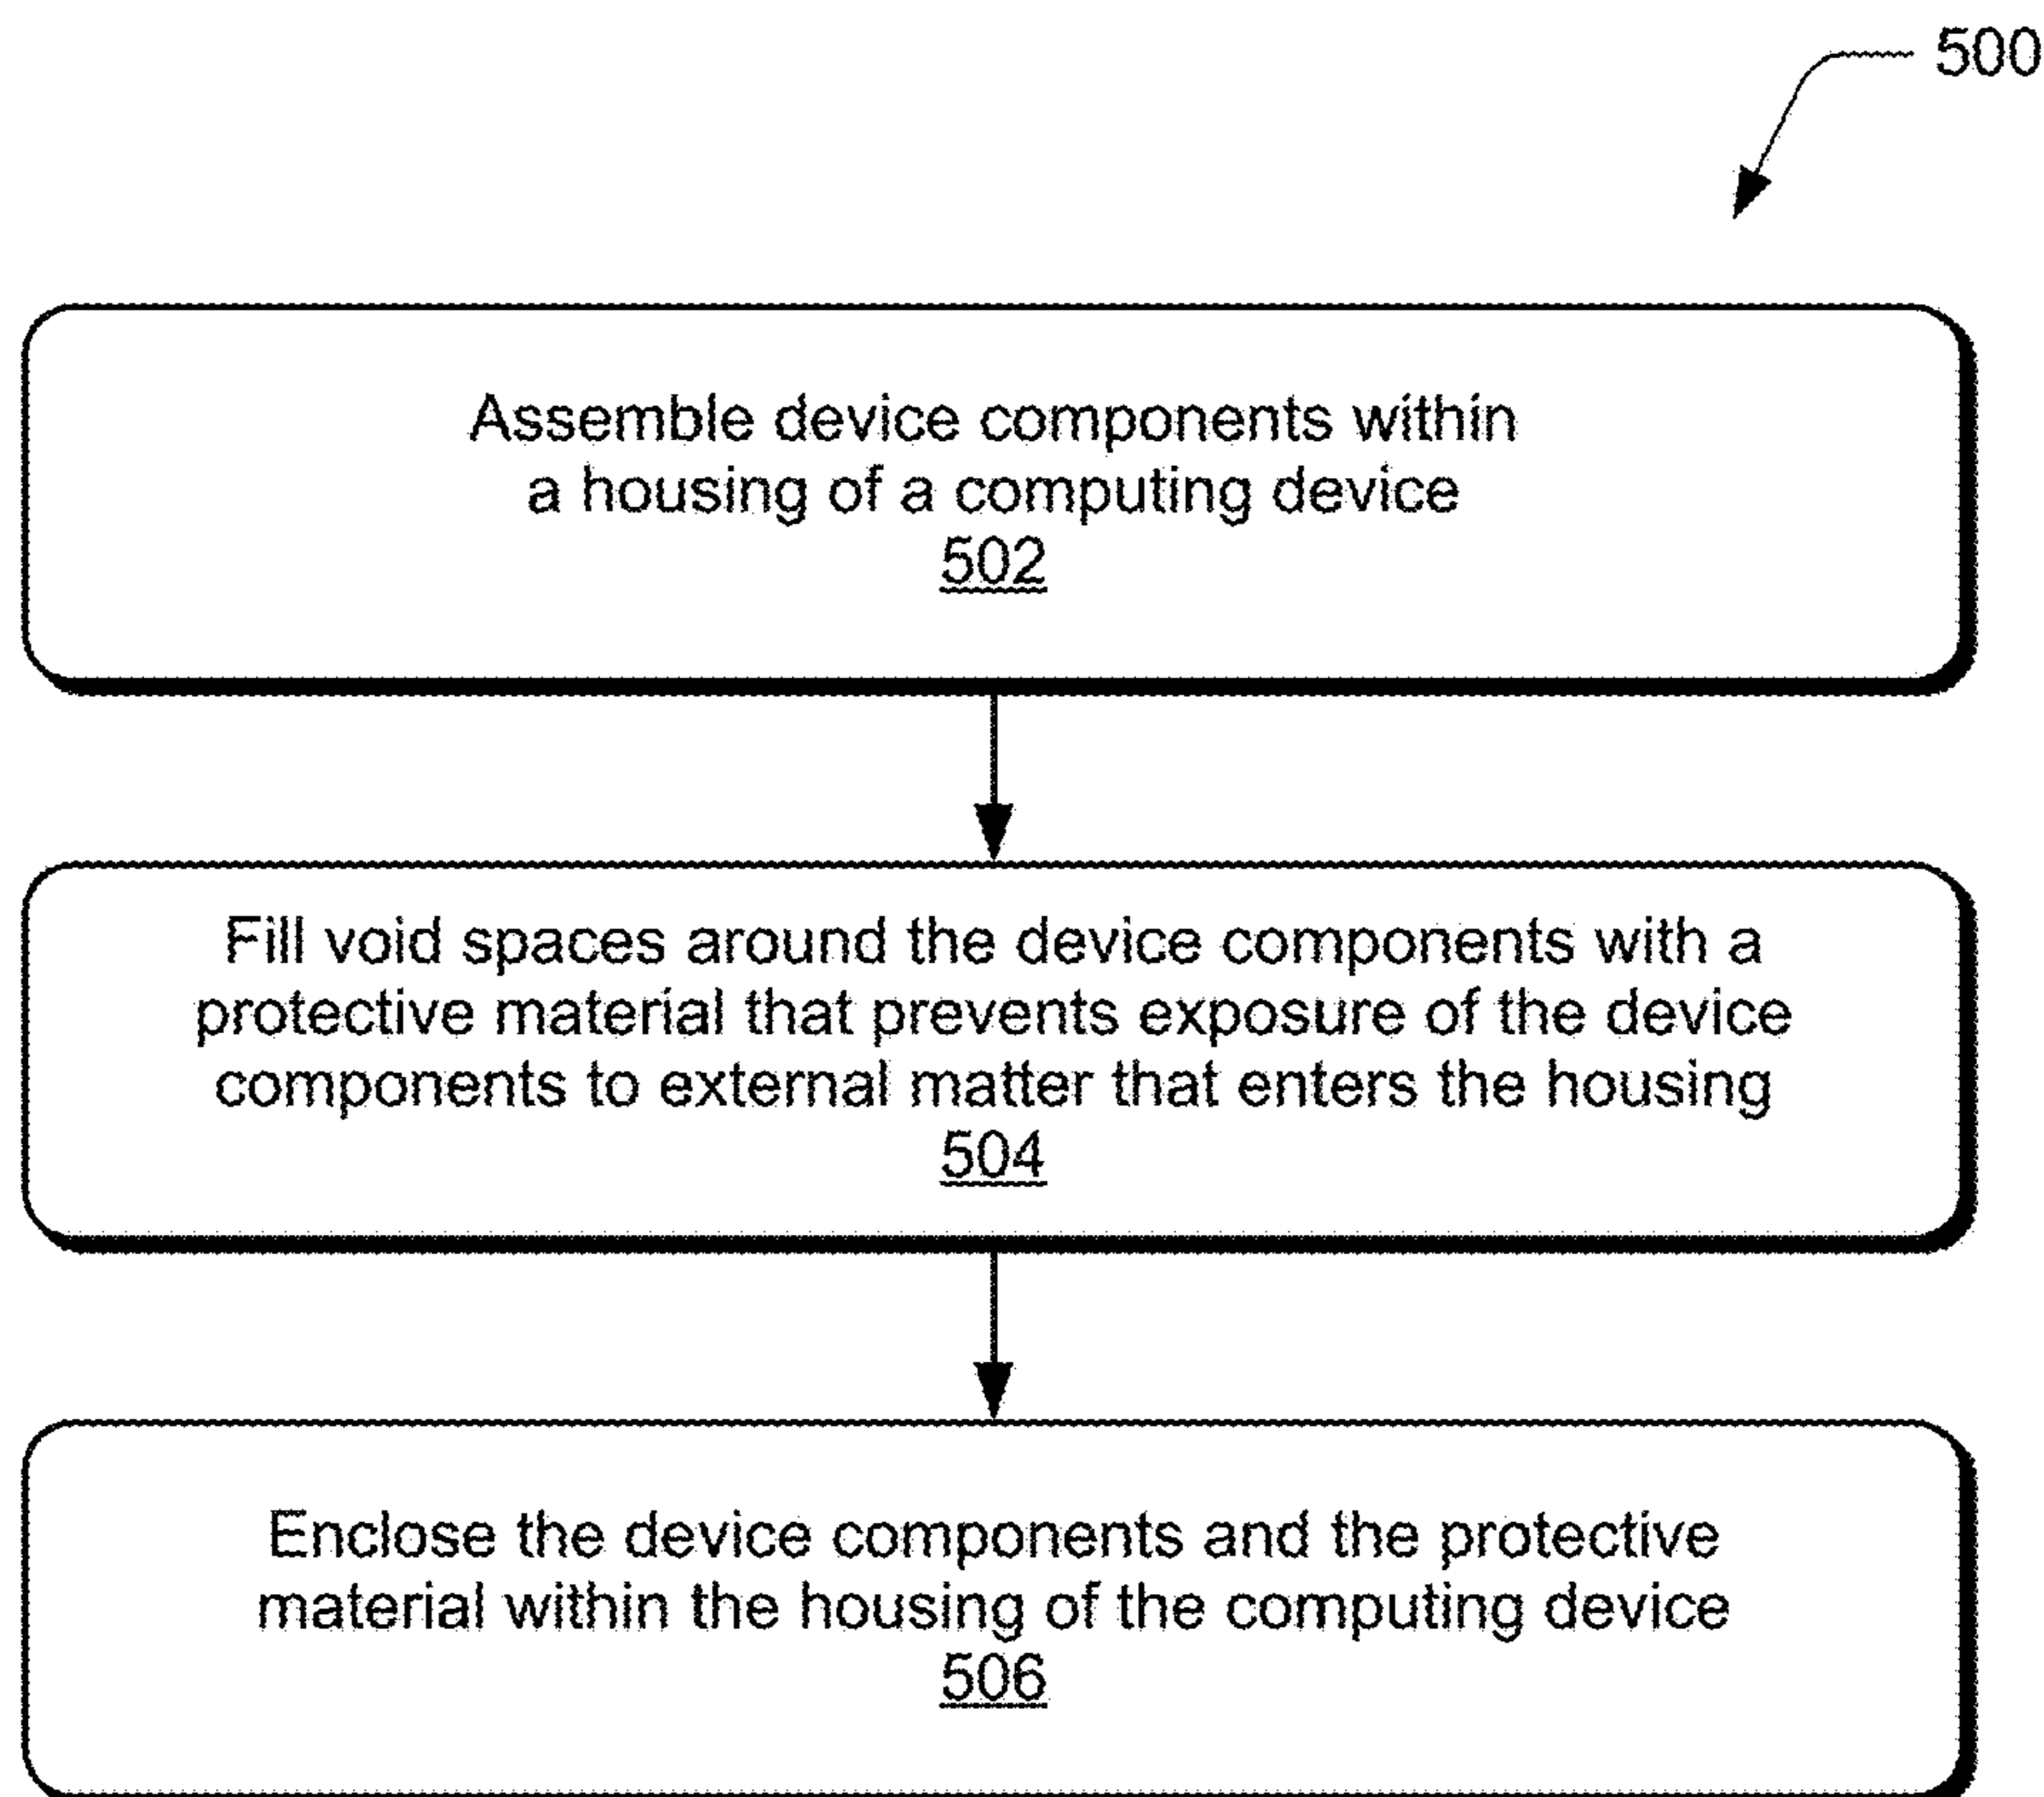 500
Assemble device components within
a housing of a computing device
502
Fill void spaces around the device components with a
protective material that prevents exposure of the device
components to external matter that enters the housing
504
Enclose the device components and the protective
material within the housing of the computing device
506